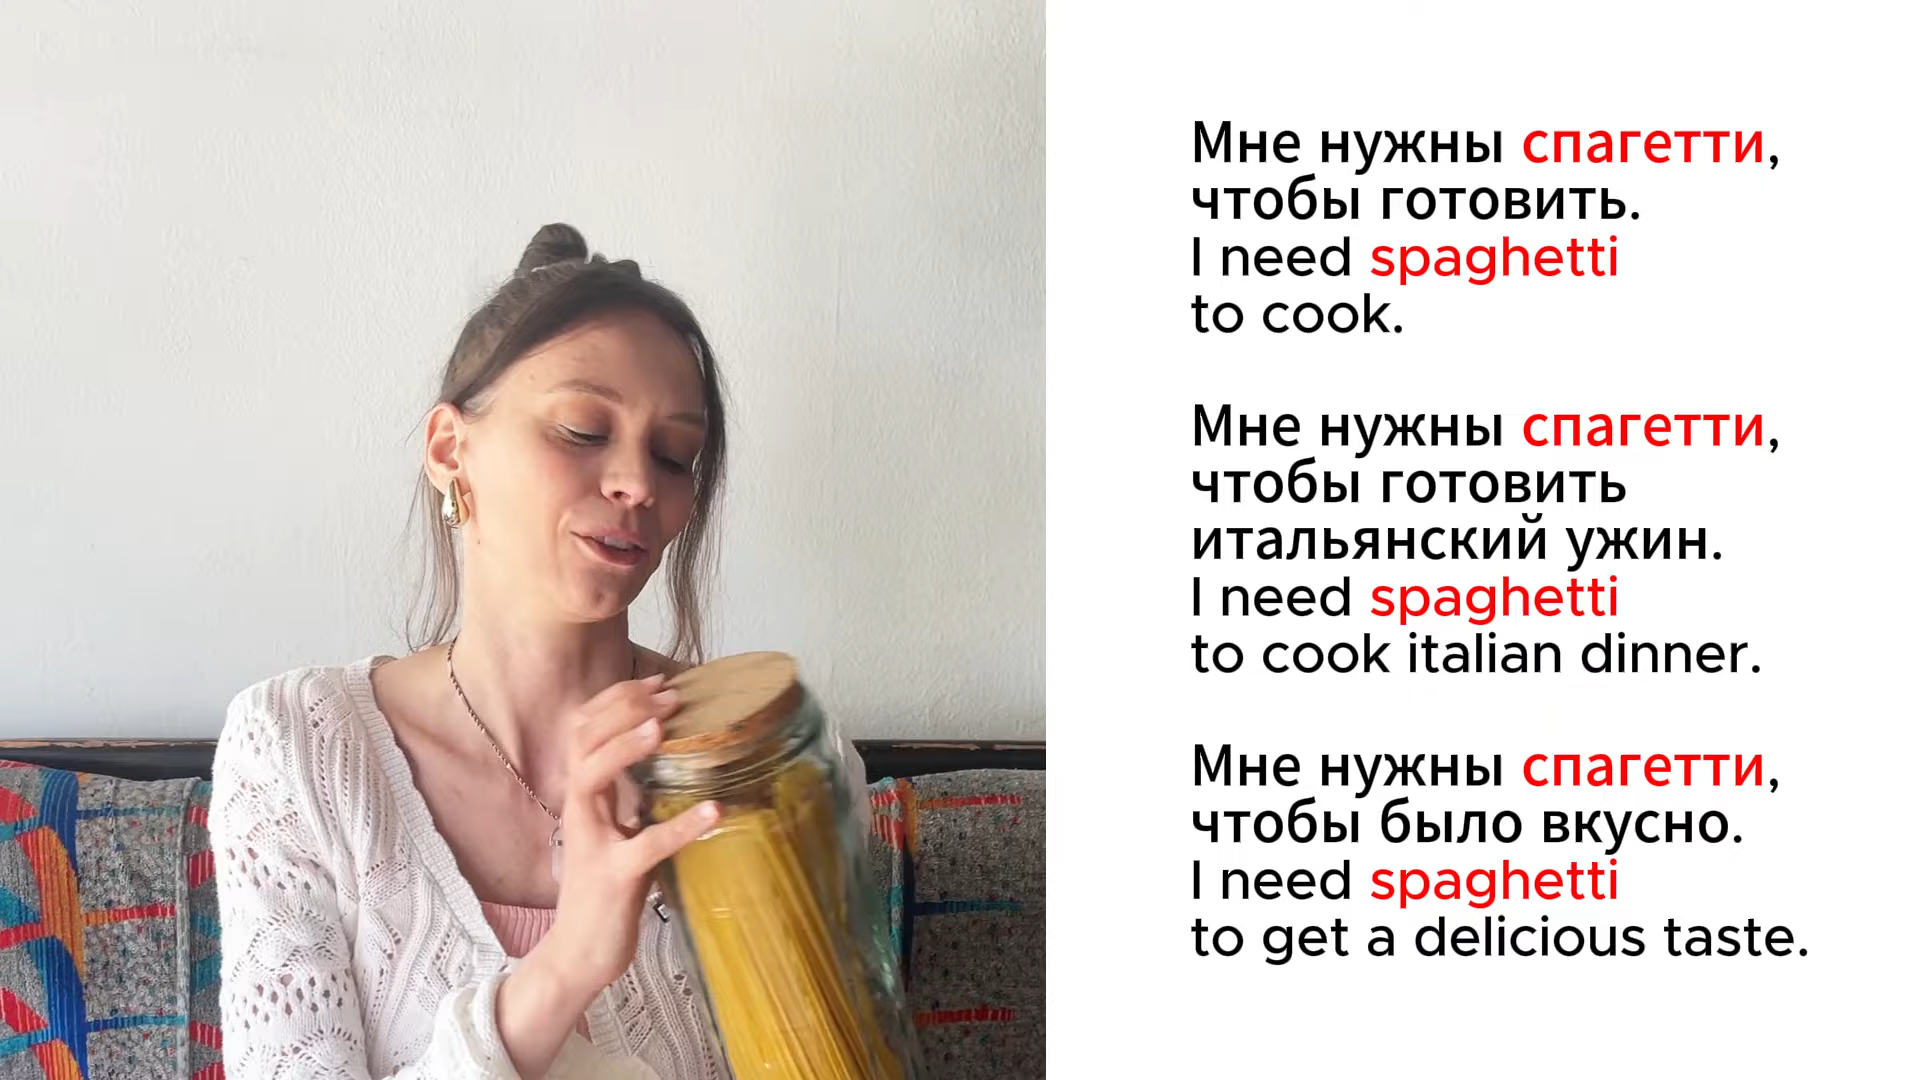 Мне нужны спагетти,
чтобы готовить.
I need spaghetti
to cook.
Мне нужны спагетти,
чтобы готовить
итальянский ужин.
I need spaghetti
to cook italian dinner.
Мне нужны спагетти,
чтобы было вкусно.
I need spaghetti
to get a delicious taste.